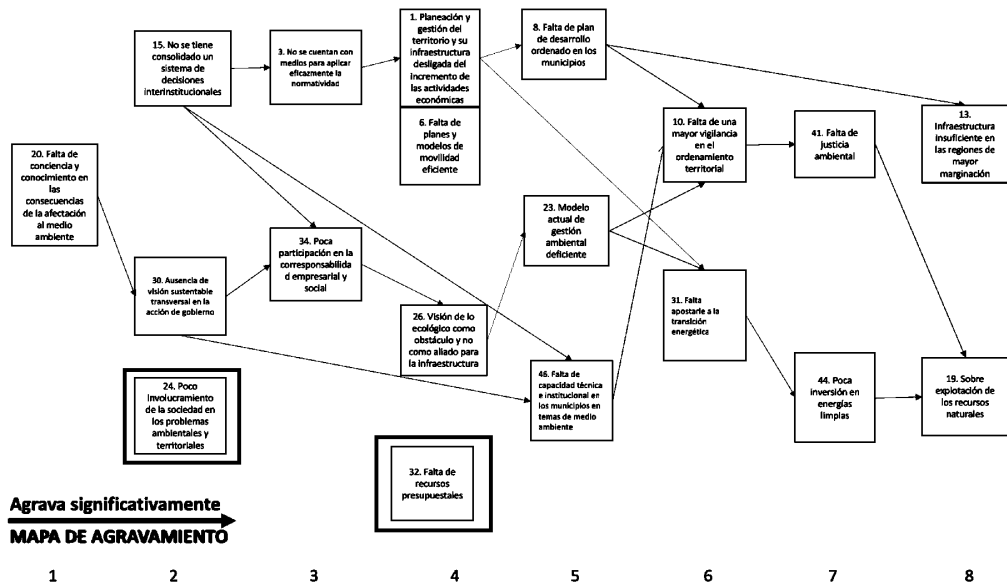 15. No se tiene
consolidado un
sistema de
decisiones
interinstitucionales
3. No se cuentan con
medios para aplicar
eficazmente la
normatividad
1. Planeación y
gestión del
territorio y su
infraestructura
desligada del
incremento de
las actividades
económicas
6. Falta de
planes y
modelos de
movilidad
eficiente
8. Falta de plan de
desarrollo
ordenado en los
municipios
10. Falta de una
mayor vigilancia
en el
ordenamiento
territorial
41. Falta de
justicia
ambiental
13.
Infraestructura
insuficiente en
las regiones de
mayor
marginación
20. Falta de
conciencia y
conocimiento en
las
consecuencias
de la afectación
al medio
ambiente
34. Poca
participación en la
corresponsabilida
d empresarial y
social
23. Modelo
actual de
gestión
ambiental
deficiente
30. Ausencia de
visión sustentable
transversal en la
acción de gobierno
26. Visión de lo
ecológico como
obstáculo y no
como aliado para
la infraestructura
31. Falta
apostarle a la
transición
energética
24. Poco
involucramiento
de la sociedad en
los problemas
ambientales y
territoriales
46. Falta de
capacidad técnica
e institucional en
los municipios en
temas de medio
ambiente
44. Poca
inversión en
energías
limpias
19. Sobre
explotación de
los recursos
naturales
32. Falta de
recursos
presupuestales
Agrava significativamente
MAPA DE AGRAVAMIENTO
1 2 3 4 5 6 7 8